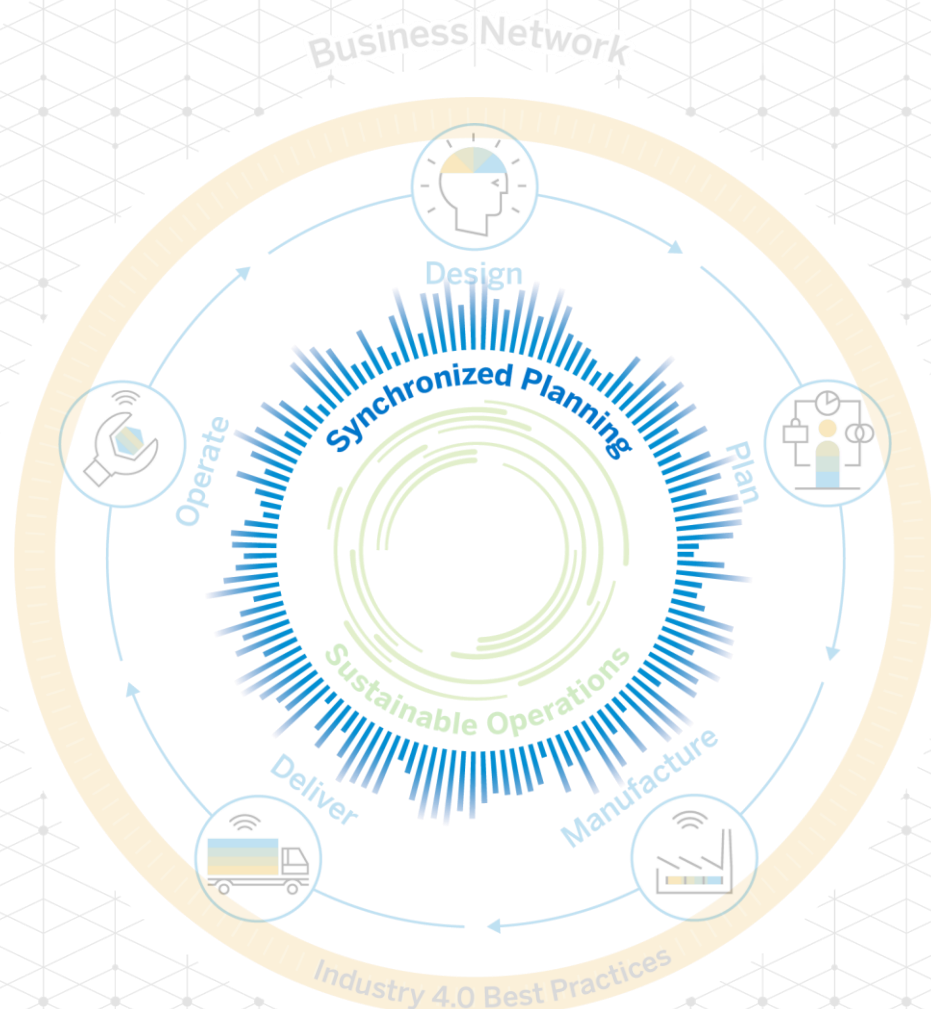 Business Network
Design
Synchronized Planning
Operate
Plan
Sustainable Operations
Deliver
Manufacture
Industry 4.0 Best Practices